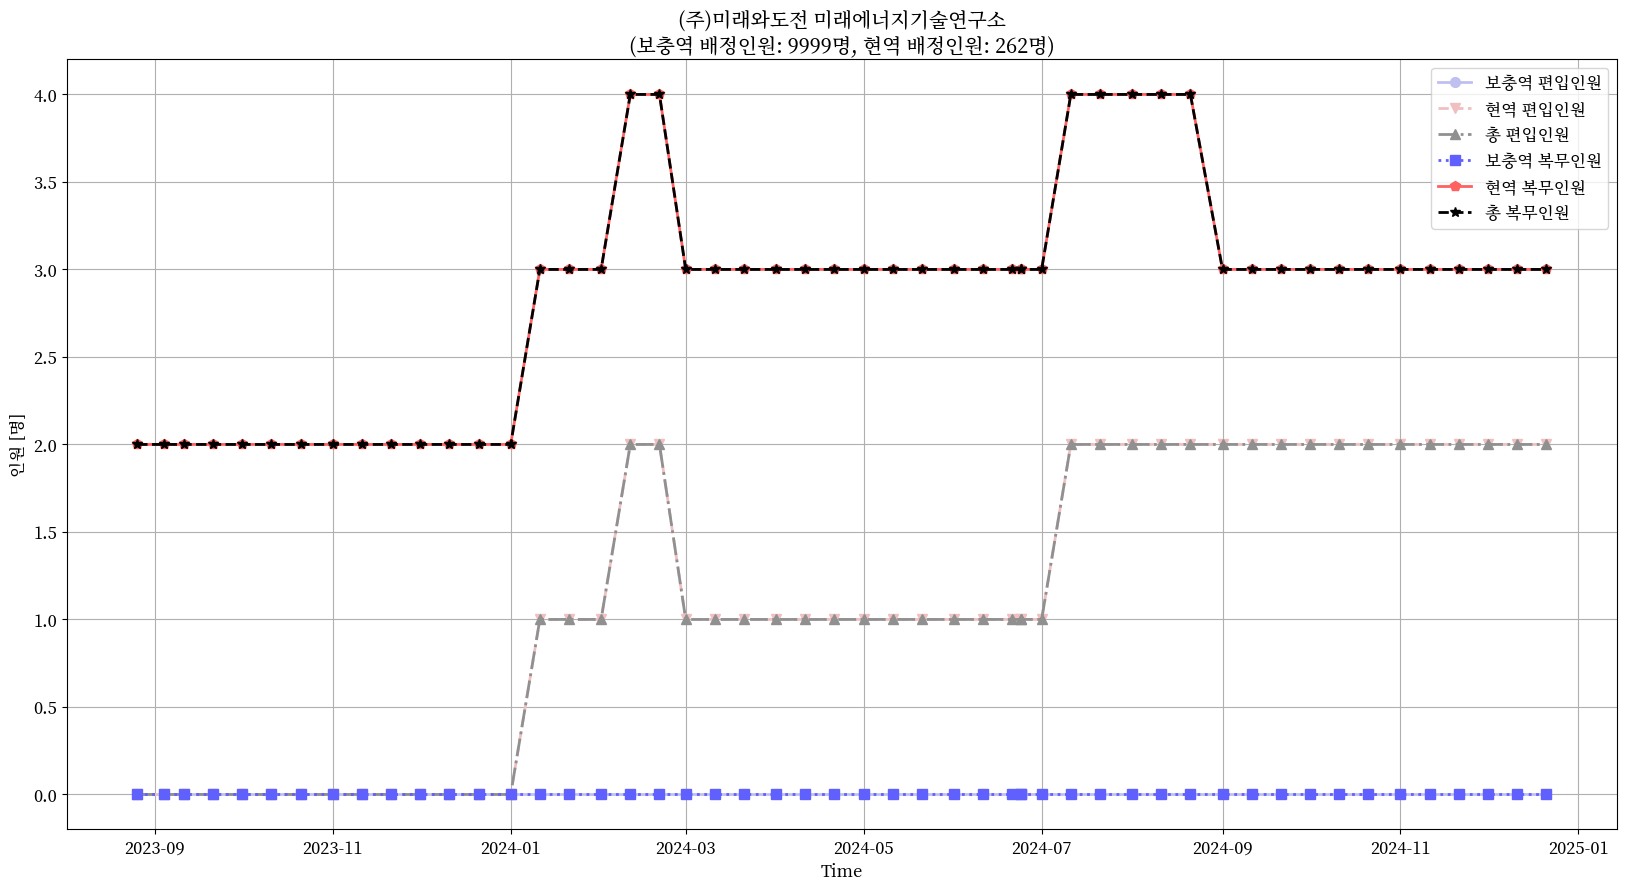 (주)미래와도전 미래에너지기술연구소
(보충역 배정인원: 9999명, 현역 배정인원: 262명)
보충역 편입인원
현역 편입인원
총 편입인원
보충역 복무인원
현역 복무인원
총 복무인원
인원 [명]
4.0
3.5
3.0
2.5
2.0
1.5
1.0
0.5
0.0
2023-09 2023-11 2024-01 2024-03 2024-05 2024-07 2024-09 2024-11 2025-01
Time